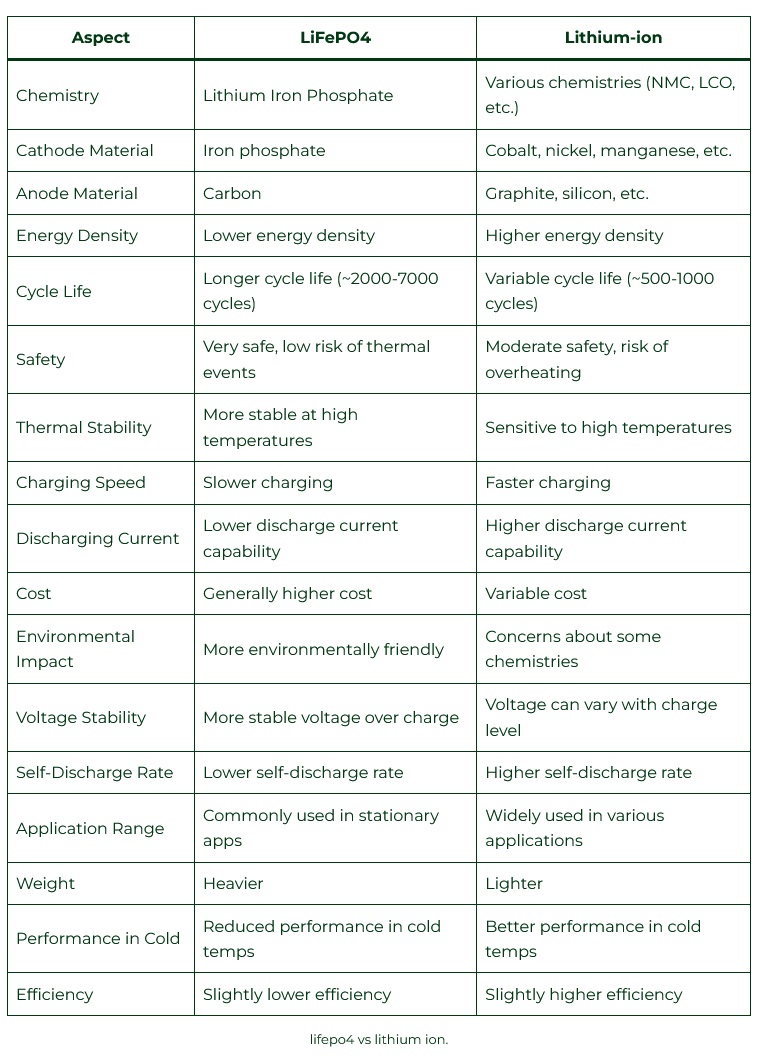 Aspect LiFePO4 Lithium-ion
Chemistry Lithium Iron Phosphate Various chemistries (NMC, LCO,
etc.)
Cathode Material Iron phosphate Cobalt, nickel, manganese, etc.
Anode Material Carbon Graphite, silicon, etc.
Energy Density Lower energy density Higher energy density
Cycle Life Longer cycle life (~2000-7000
cycles) Variable cycle life (~500-1000
cycles)
Safety Very safe, low risk of thermal
events Moderate safety, risk of
overheating
Thermal Stability More stable at high
temperatures Sensitive to high temperatures
Charging Speed Slower charging Faster charging
Discharging Current Lower discharge current
capability Higher discharge current
capability
Cost Generally higher cost Variable cost
Environmental
Impact More environmentally friendly Concerns about some
chemistries
Voltage Stability More stable voltage over charge Voltage can vary with charge
level
Self-Discharge Rate Lower self-discharge rate Higher self-discharge rate
Application Range Commonly used in stationary
apps Widely used in various
applications
Weight Heavier Lighter
Performance in Cold Reduced performance in cold
temps Better performance in cold
temps
Efficiency Slightly lower efficiency Slightly higher efficiency
lifepo4 vs lithium ion.